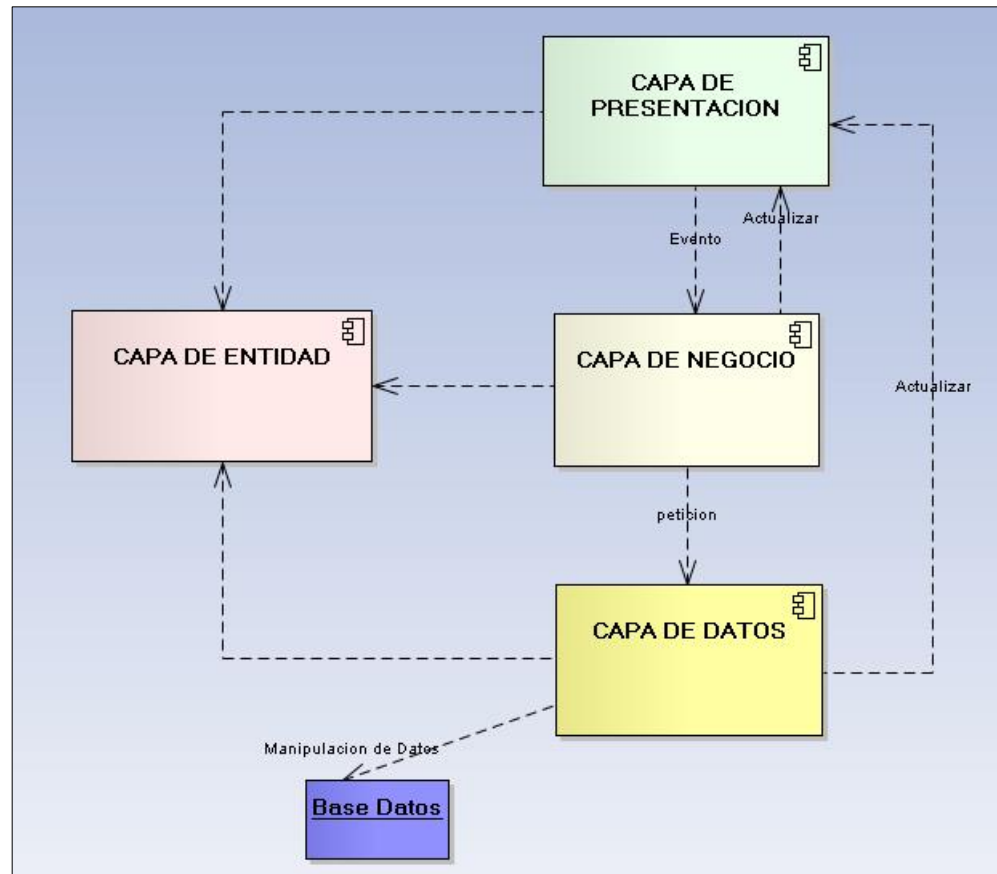 CAPA DE
PRESENTACION
Actualizar
Evento
CAPA DE ENTIDAD
CAPA DE NEGOCIO
Actualizar
peticion
CAPA DE DATOS
Manipulacion de Datos
Base Datos